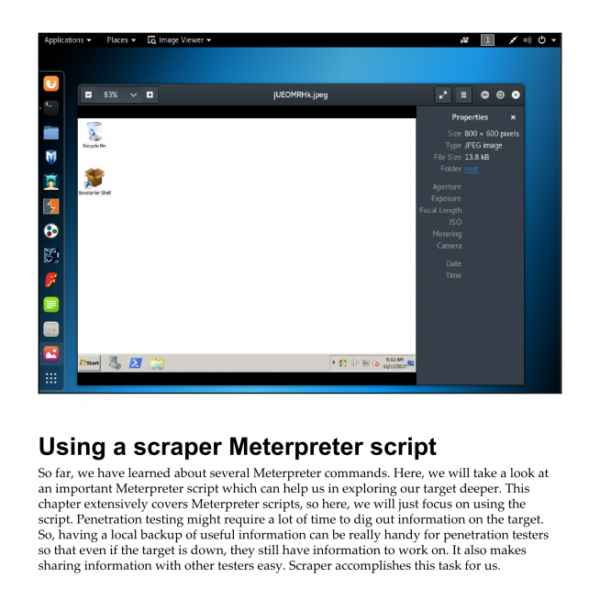 Applications Places Image Viewer 1
83% jUEOMRHk.jpeg
Properties
Size 800 × 600 pixels
Type JPEG image
File Size 13.8 kB
Folder root
Aperture
Exposure
Focal Length
ISO
Metering
Camera
Date
Time
Recycle Bin
Boxstarter Shell
Start
9:11 AM
Using a scraper Meterpreter script
So far, we have learned about several Meterpreter commands. Here, we will take a look at
an important Meterpreter script which can help us in exploring our target deeper. This
chapter extensively covers Meterpreter scripts, so here, we will just focus on using the
script. Penetration testing might require a lot of time to dig out information on the target.
So, having a local backup of useful information can be really handy for penetration testers
so that even if the target is down, they still have information to work on. It also makes
sharing information with other testers easy. Scraper accomplishes this task for us.